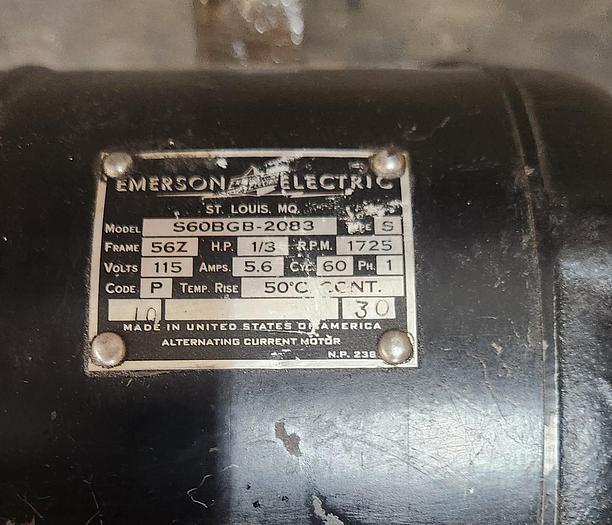 EMERSON ELECTRIC
ST. LOUIS, MO.
MODEL S60BGB-2083 TYPE S
FRAME 56Z H.P. 1/3 R.P.M. 1725
VOLTS 115 AMPS. 5.6 CYC. 60 PH. 1
CODE P TEMP. RISE 50°C CONT.
10 30
MADE IN UNITED STATES OF AMERICA
ALTERNATING CURRENT MOTOR
N.P. 238